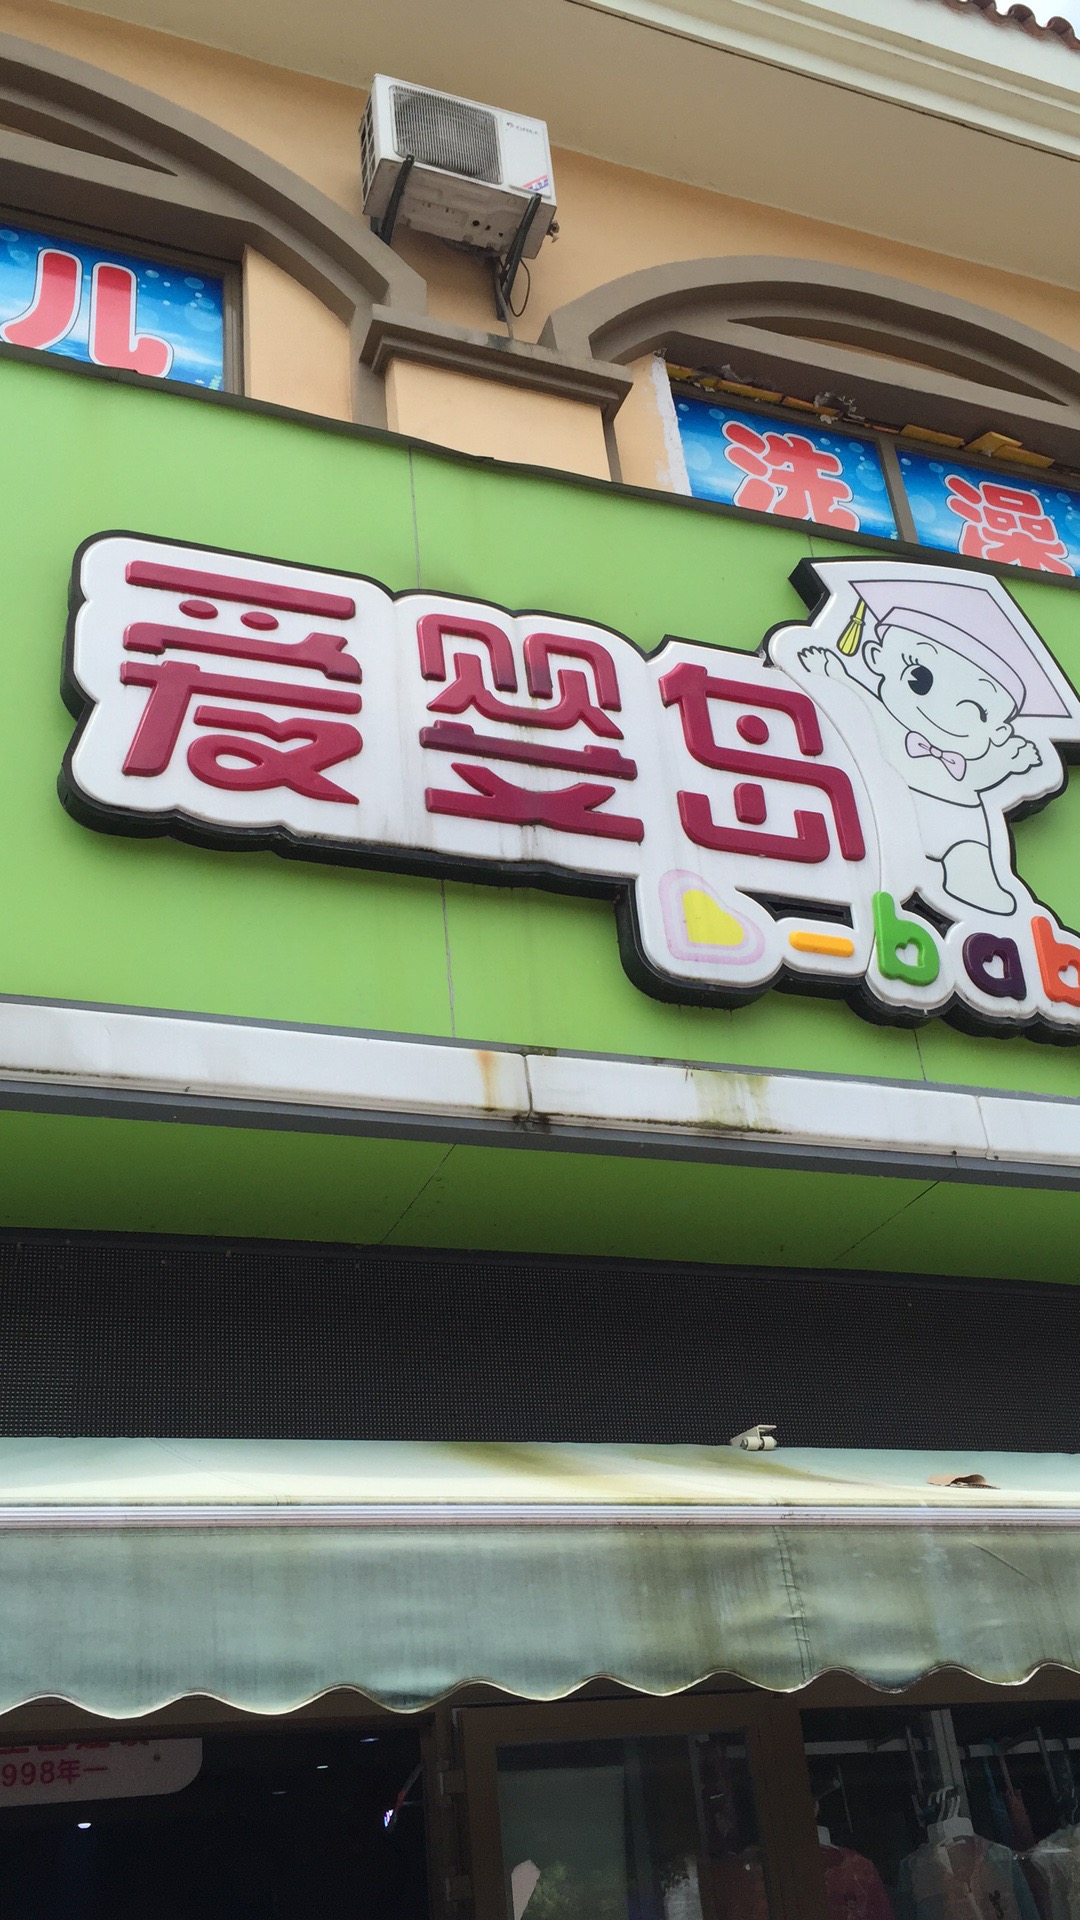 儿
洗 澡
爱婴岛
-bab
998年一